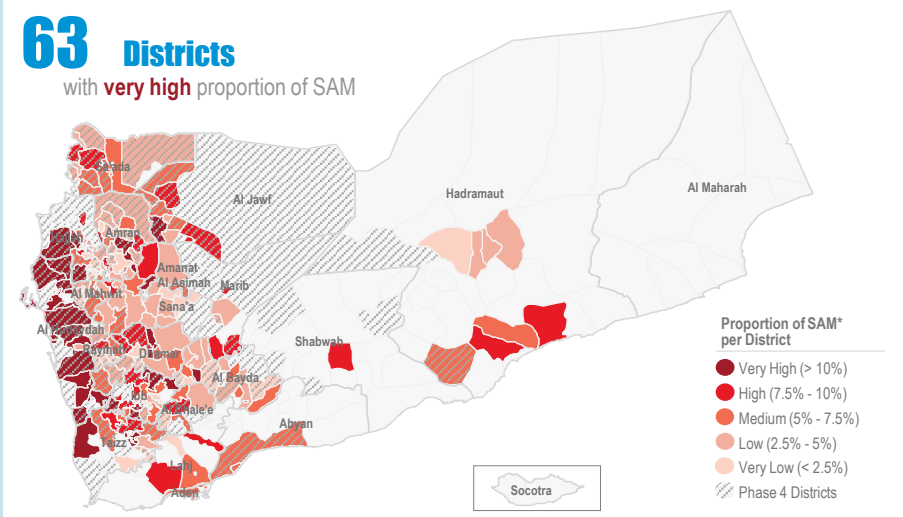 63 Districts
with very high proportion of SAM
Sa'ada
Al Jawf
Hadramaut
Al Maharah
Amran
Amanat
Al Asimah
Marib
Al Mahwit
Sana'a
Al Hudaydah
Raymah
Dhamar
Shabwah
Al Bayda
Ibb
Al Dhale'e
Abyan
Taizz
Lahj
Aden
Socotra
Proportion of SAM*
per District
Very High (> 10%)
High (7.5% - 10%)
Medium (5% - 7.5%)
Low (2.5% - 5%)
Very Low (< 2.5%)
Phase 4 Districts